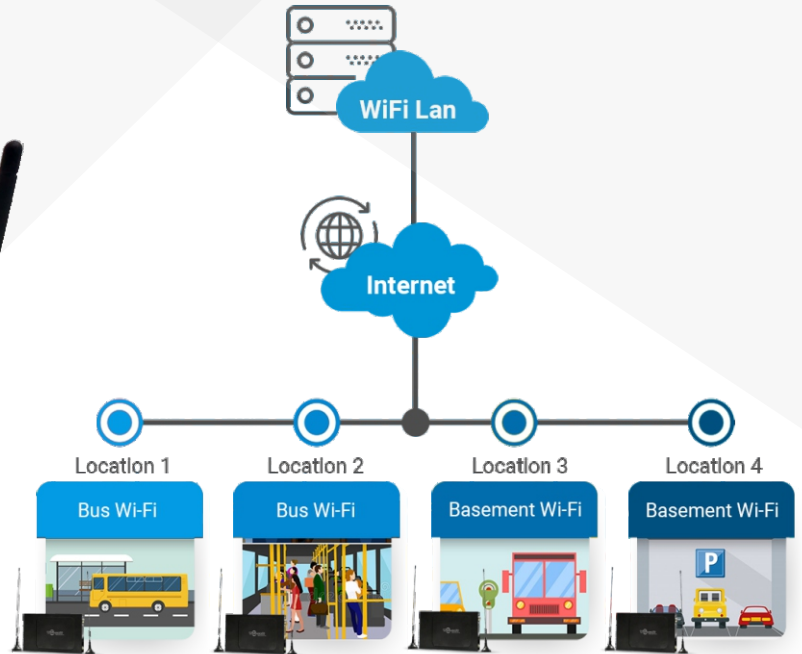 WiFi Lan
Internet
Location 1
Location 2
Location 3
Location 4
Bus Wi-Fi
Bus Wi-Fi
Basement Wi-Fi
Basement Wi-Fi
P